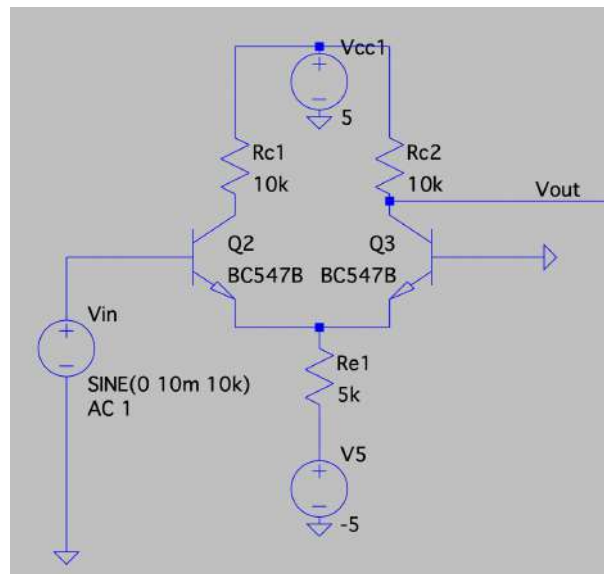 Vcc1
5
Rc1
10k
Rc2
10k
Vout
Q2
BC547B
Q3
BC547B
Vin
SINE(0 10m 10k)
AC 1
Re1
5k
V5
-5